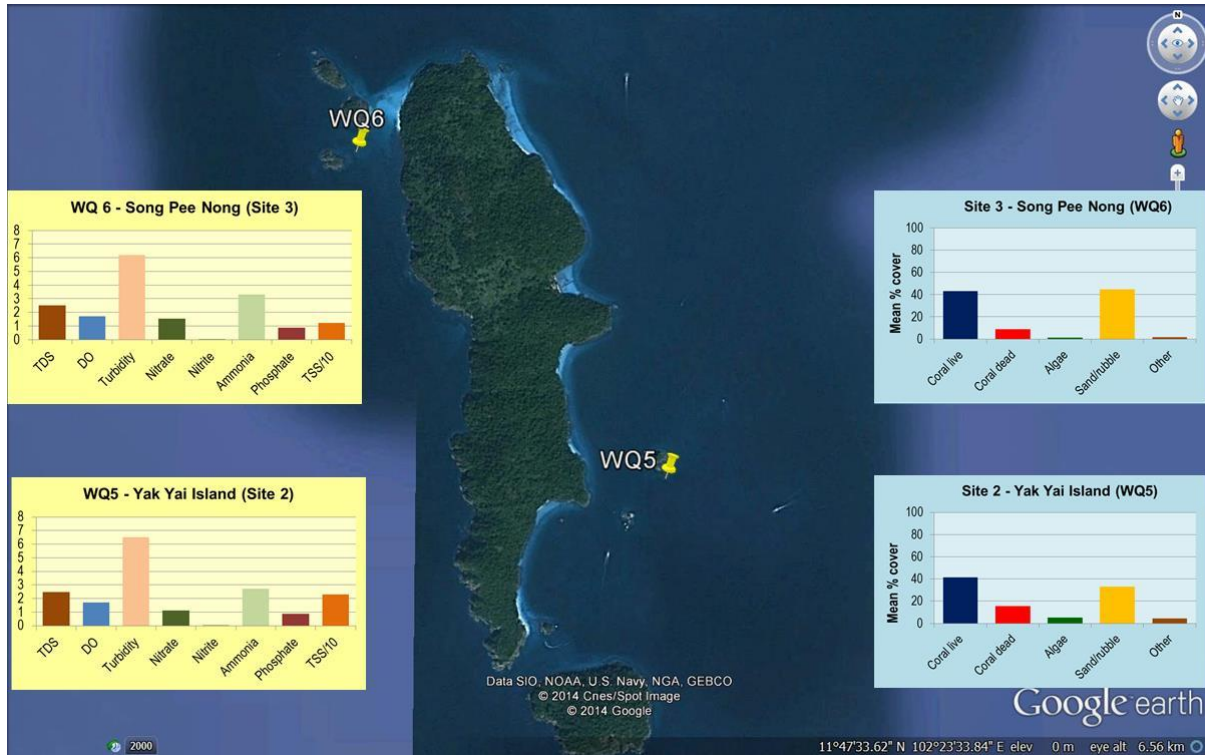 N
WQ6
WQ 6 - Song Pee Nong (Site 3)
8
7
6
5
4
3
2
1
0
TDS
DO
Turbidity
Nitrate
Nitrite
Ammonia
Phosphate
TSS/10
Site 3 - Song Pee Nong (WQ6)
Mean % cover
100
80
60
40
20
0
Coral live
Coral dead
Algae
Sand/rubble
Other
WQ5
WQ5 - Yak Yai Island (Site 2)
8
7
6
5
4
3
2
1
0
TDS
DO
Turbidity
Nitrate
Nitrite
Ammonia
Phosphate
TSS/10
Site 2 - Yak Yai Island (WQ5)
Mean % cover
100
80
60
40
20
0
Coral live
Coral dead
Algae
Sand/rubble
Other
Data SIO, NOAA, U.S. Navy, NGA, GEBCO
© 2014 Cnes/Spot Image
© 2014 Google
Google earth
2000
11°47'33.62" N 102°23'33.84" E elev 0 m eye alt 6.56 km